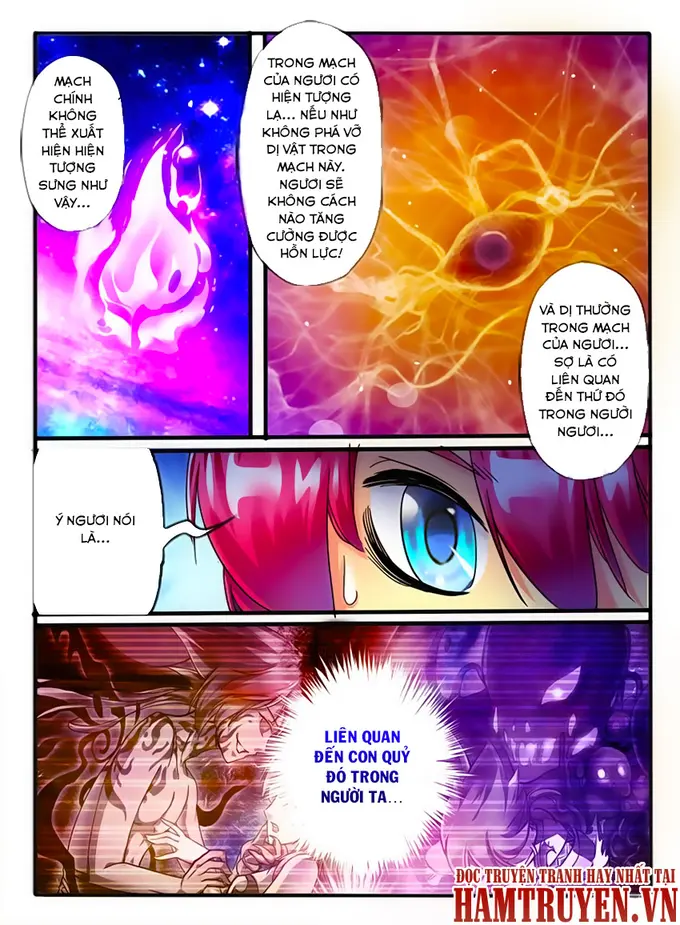 MẠCH
CHÍNH
KHÔNG
THỂ XUẤT
HIỆN HIỆN
TƯỢNG
SƯNG NHƯ
VẬY...
TRONG MẠCH
CỦA NGƯƠI CÓ
HIỆN TƯỢNG
LẠ... NẾU NHƯ
KHÔNG PHÁ VỠ
DỊ VẬT TRONG
MẠCH NÀY.
NGƯƠI SẼ
KHÔNG CÁCH
NÀO TĂNG
CƯỜNG ĐƯỢC
HỒN LỰC!
VÀ DỊ THƯỜNG
TRONG MẠCH
CỦA NGƯƠI...
SỢ LÀ CÓ
LIÊN QUAN
ĐẾN THỨ ĐÓ
TRONG NGƯỜI
NGƯƠI...
Ý NGƯƠI NÓI
LÀ...
LIÊN QUAN
ĐẾN CON QUỶ
ĐÓ TRONG
NGƯỜI TA...
ĐỌC TRUYỆN TRANH HAY NHẤT TẠI
HAMTRUYEN.VN